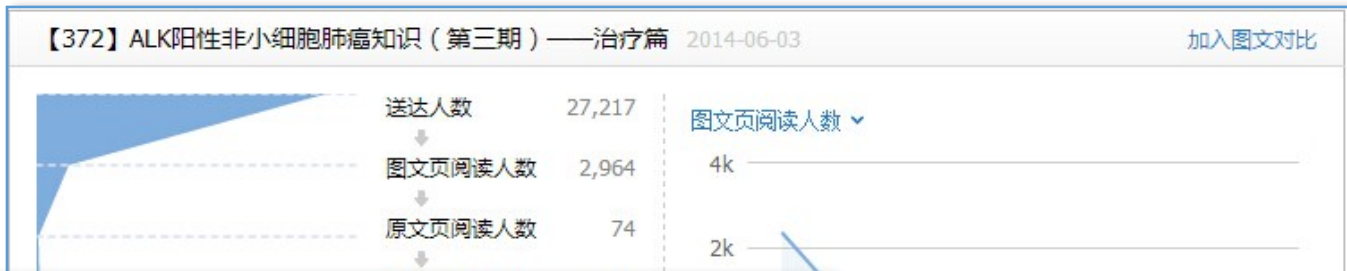 【372】ALK阳性非小细胞肺癌知识（第三期）——治疗篇 2014-06-03 加入图文对比
送达人数 27,217
图文页阅读人数 2,964
原文页阅读人数 74
图文页阅读人数
4k
2k